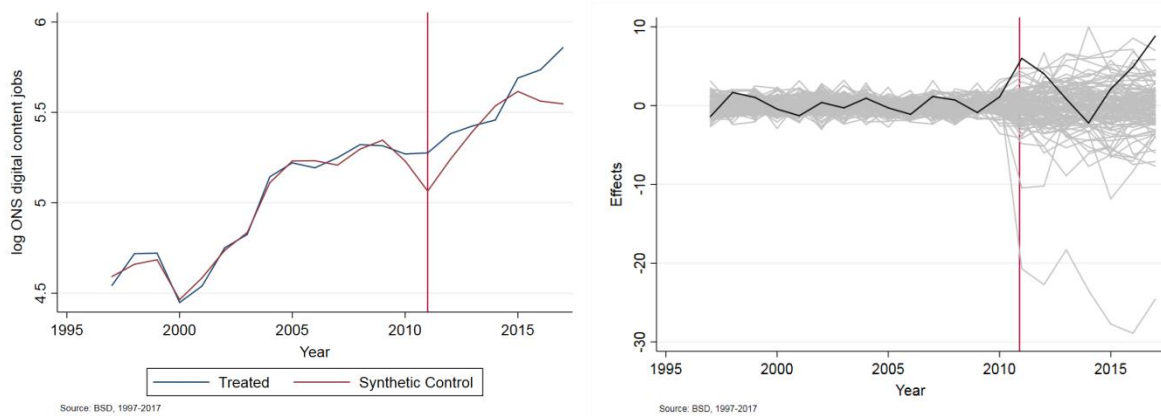 log ONS digital content jobs
6
5.5
5
4.5
1995 2000 2005 2010 2015
Year
Treated Synthetic Control
Source: BSD, 1997-2017
Effects
10
0
-10
-20
-30
1995 2000 2005 2010 2015
Year
Source: BSD, 1997-2017